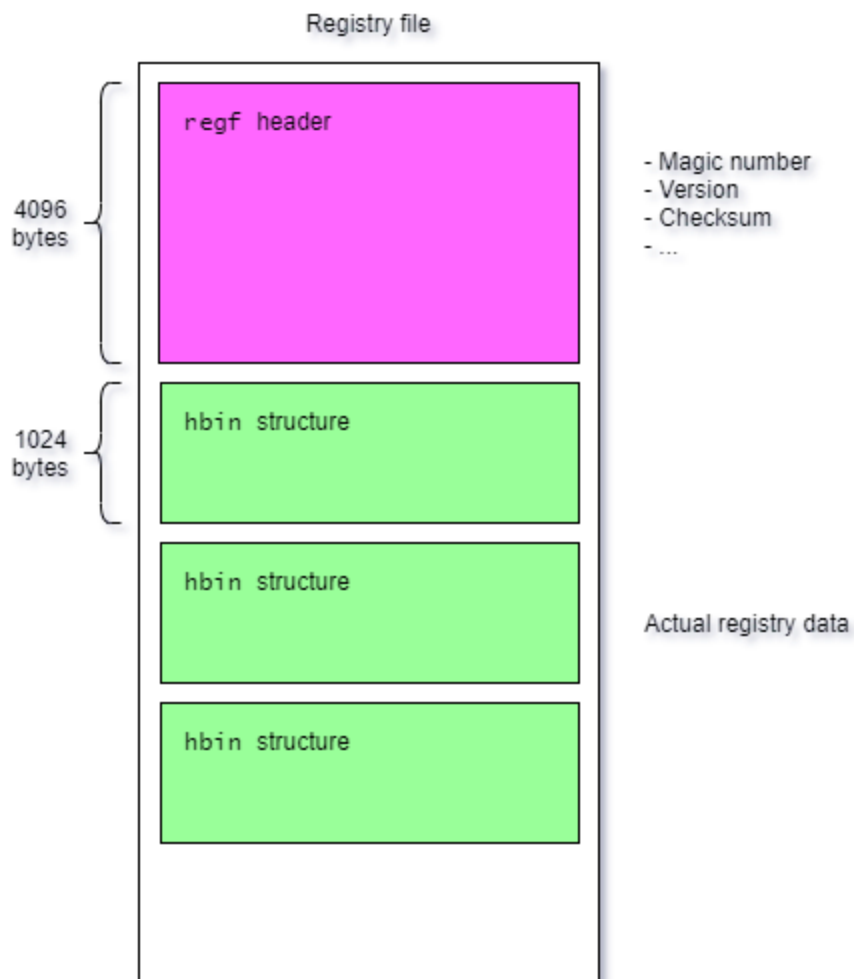 Registry file
regf header
4096
bytes
- Magic number
- Version
- Checksum
- ...
hbin structure
1024
bytes
hbin structure
Actual registry data
hbin structure